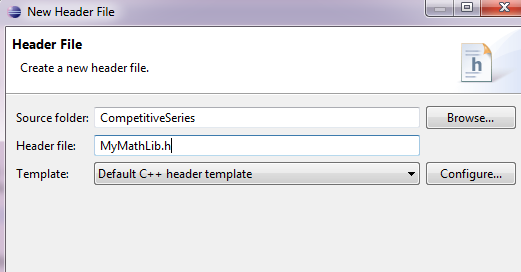 New Header File
Header File
Create a new header file.
h
Source folder: CompetitiveSeries Browse...
Header file: MyMathLib.h
Template: Default C++ header template Configure...